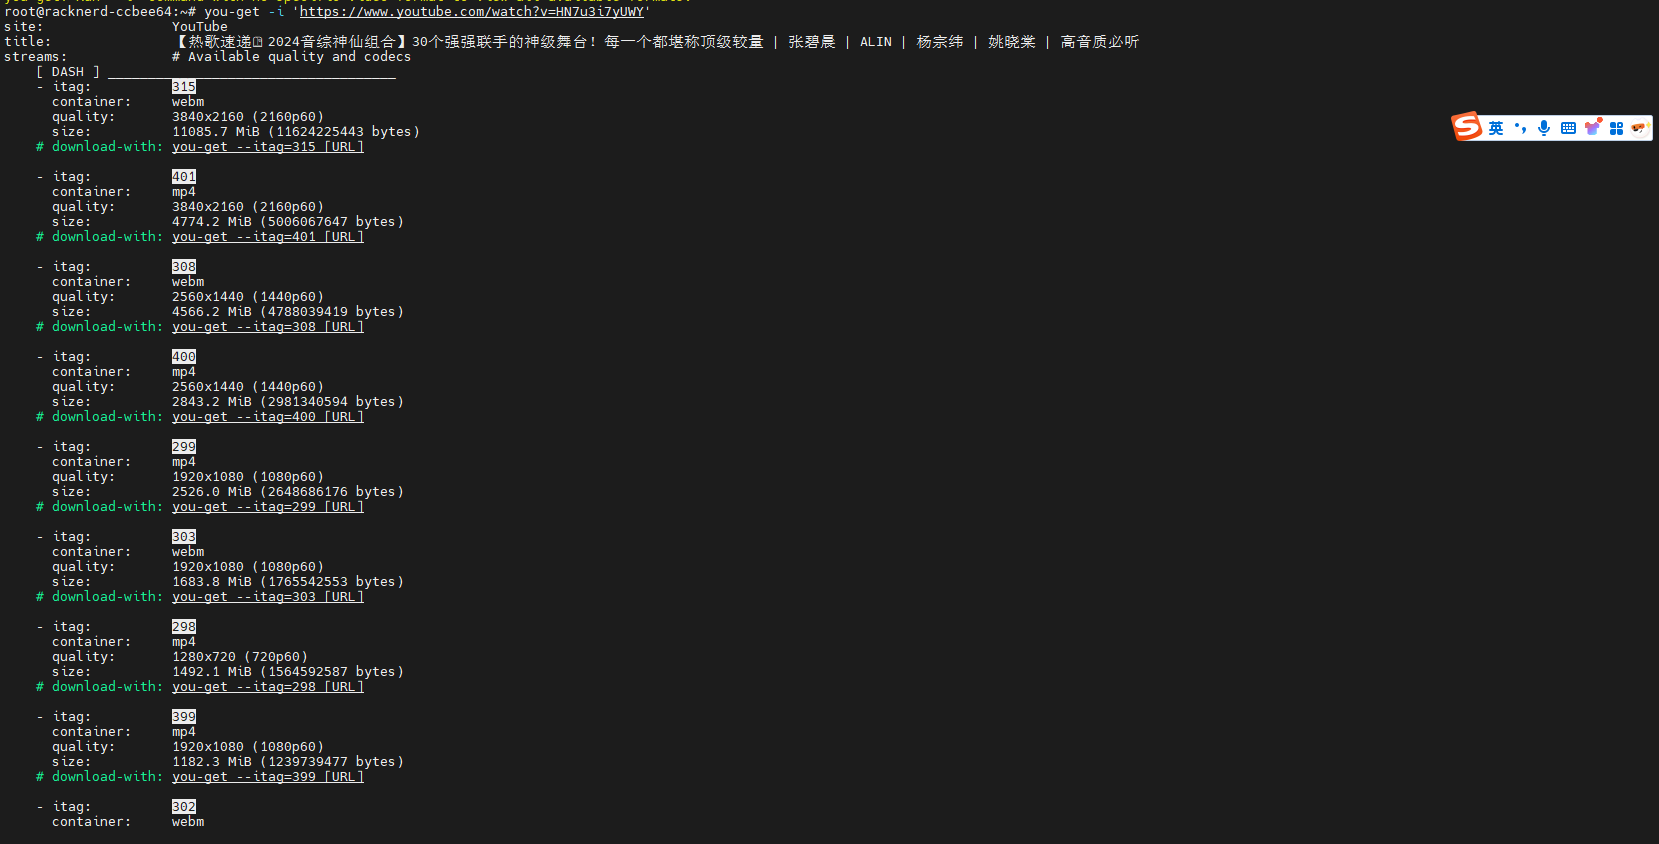 root@racknerd-ccbee64:~# you-get -i 'https://www.youtube.com/watch?v=HN7u3i7yUWY'
site: YouTube
title: 【热歌速递 2024音综神仙组合】30个强强联手的神级舞台！每一个都堪称顶级较量 | 张碧晨 | ALIN | 杨宗纬 | 姚晓棠 | 高音质必听
streams: # Available quality and codecs
[ DASH ] ____________________________________
- itag: 315
container: webm
quality: 3840x2160 (2160p60)
size: 11085.7 MiB (11624225443 bytes)
# download-with: you-get --itag=315 [URL]
- itag: 401
container: mp4
quality: 3840x2160 (2160p60)
size: 4774.2 MiB (5006067647 bytes)
# download-with: you-get --itag=401 [URL]
- itag: 308
container: webm
quality: 2560x1440 (1440p60)
size: 4566.2 MiB (4788039419 bytes)
# download-with: you-get --itag=308 [URL]
- itag: 400
container: mp4
quality: 2560x1440 (1440p60)
size: 2843.2 MiB (2981340594 bytes)
# download-with: you-get --itag=400 [URL]
- itag: 299
container: mp4
quality: 1920x1080 (1080p60)
size: 2526.0 MiB (2648686176 bytes)
# download-with: you-get --itag=299 [URL]
- itag: 303
container: webm
quality: 1920x1080 (1080p60)
size: 1683.8 MiB (1765542553 bytes)
# download-with: you-get --itag=303 [URL]
- itag: 298
container: mp4
quality: 1280x720 (720p60)
size: 1492.1 MiB (1564592587 bytes)
# download-with: you-get --itag=298 [URL]
- itag: 399
container: mp4
quality: 1920x1080 (1080p60)
size: 1182.3 MiB (1239739477 bytes)
# download-with: you-get --itag=399 [URL]
- itag: 302
container: webm
S 英